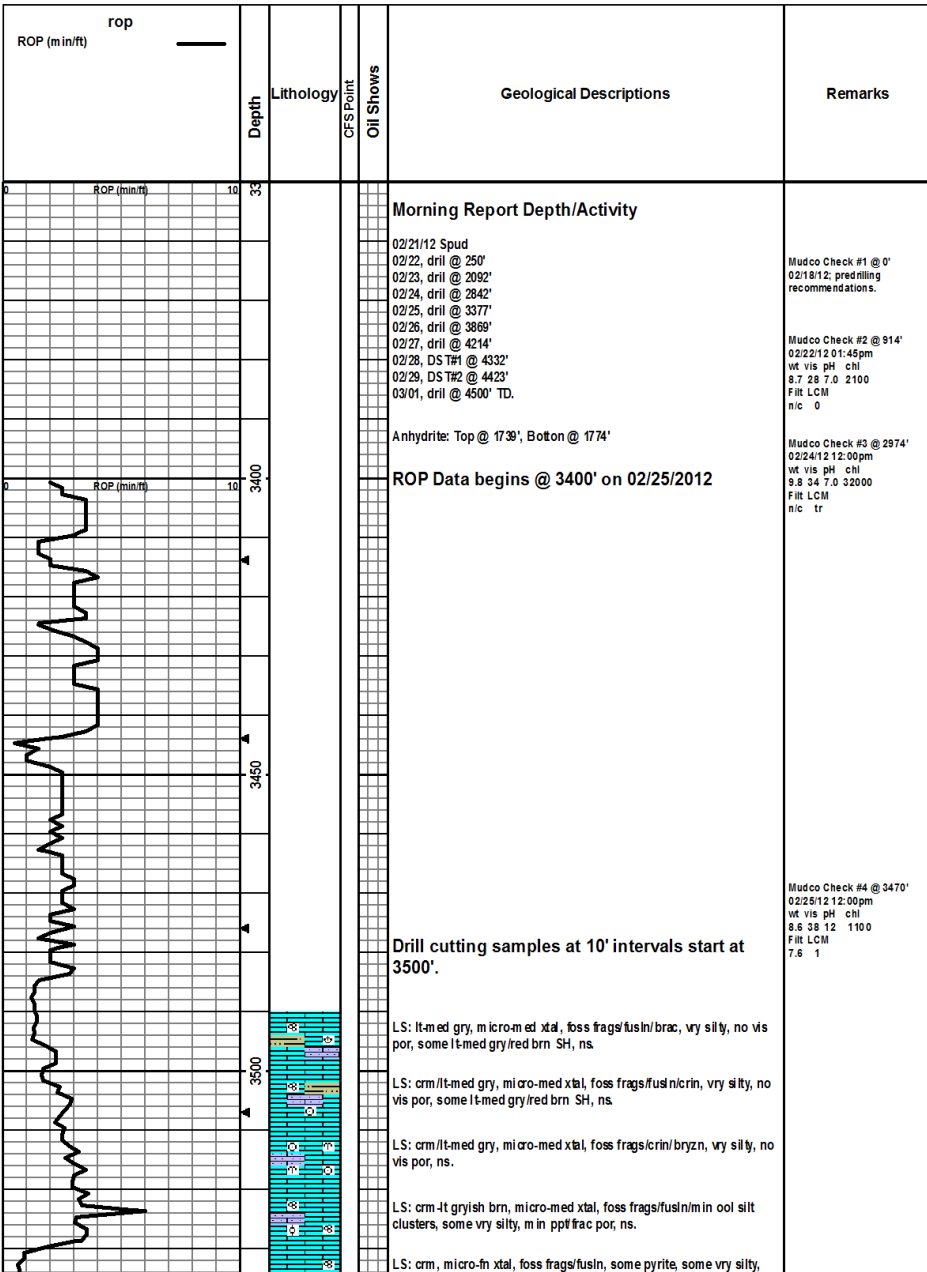 rop
ROP (min/ft)
Depth
Lithology
CFS Point
Oil Shows
Geological Descriptions
Remarks
0 ROP (min/ft) 10
33
Morning Report Depth/Activity
02/21/12 Spud
02/22, dril @ 250'
02/23, dril @ 2092'
02/24, dril @ 2842'
02/25, dril @ 3377'
02/26, dril @ 3869'
02/27, dril @ 4214'
02/28, DST#1 @ 4332'
02/29, DST#2 @ 4423'
03/01, dril @ 4500' TD.
Mudco Check #1 @ 0'
02/18/12; predrilling
recommendations.
Mudco Check #2 @ 914'
02/22/12 01:45pm
wt vis pH chl
8.7 28 7.0 2100
Filt LCM
n/c 0
Anhydrite: Top @ 1739', Botton @ 1774'
Mudco Check #3 @ 2974'
02/24/12 12:00pm
wt vis pH chl
9.8 34 7.0 32000
Filt LCM
n/c tr
3400
0 ROP (min/ft) 10
ROP Data begins @ 3400' on 02/25/2012
3450
Mudco Check #4 @ 3470'
02/25/12 12:00pm
wt vis pH chl
8.6 38 12 1100
Filt LCM
7.6 1
Drill cutting samples at 10' intervals start at
3500'.
LS: lt-med gry, micro-med xtal, foss frags/fusln/brac, vry silty, no
vis por, some lt-med gry/red brn SH, ns.
3500
LS: crm/lt-med gry, micro-med xtal, foss frags/fusln/crin, vry silty, no
vis por, some lt-med gry/red brn SH, ns.
LS: crm/lt-med gry, micro-med xtal, foss frags/crin/bryzn, vry silty, no
vis por, ns.
LS: crm-lt gryish brn, micro-med xtal, foss frags/fusln/min ool silt
clusters, some vry silty, min ppt/frac por, ns.
LS: crm, micro-fn xtal, foss frags/fusln, some pyrite, some vry silty,